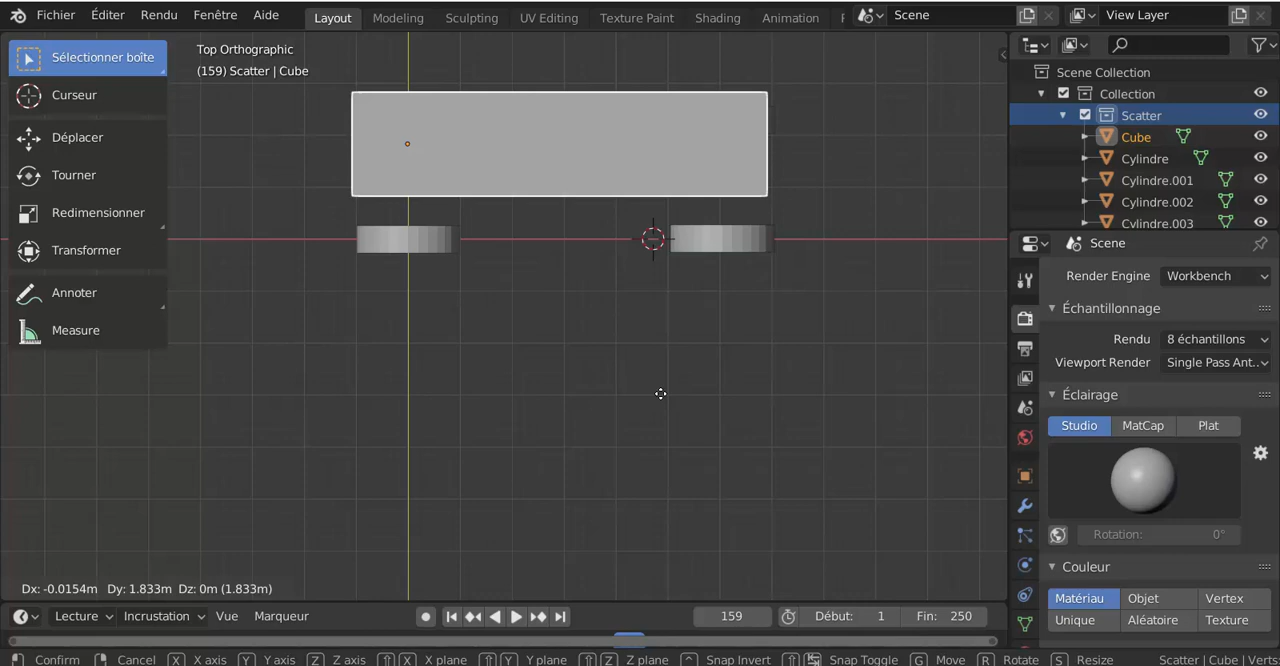 Fichier Éditer Rendu Fenêtre Aide Layout Modeling Sculpting UV Editing Texture Paint Shading Animation Scene View Layer
Sélectionner boîte
Curseur
Déplacer
Tourner
Redimensionner
Transformer
Annoter
Measure
Top Orthographic
(159) Scatter | Cube
Dx: -0.0154m Dy: 1.833m Dz: 0m (1.833m)
Scene Collection
Collection
Scatter
Cube
Cylindre
Cylindre.001
Cylindre.002
Cylindre.003
Scene
Render Engine Workbench
Échantillonnage
Rendu 8 échantillons
Viewport Render Single Pass Ant..
Éclairage
Studio MatCap Plat
Rotation: 0°
Couleur
Matériau Objet Vertex
Unique Aléatoire Texture
Lecture Incrustation Vue Marqueur 159 Début: 1 Fin: 250
Confirm Cancel X X axis Y Y axis Z Z axis X X plane Y Y plane Z Z plane ^ Snap Invert Snap Toggle G Move R Rotate S Resize Scatter | Cube | Verts